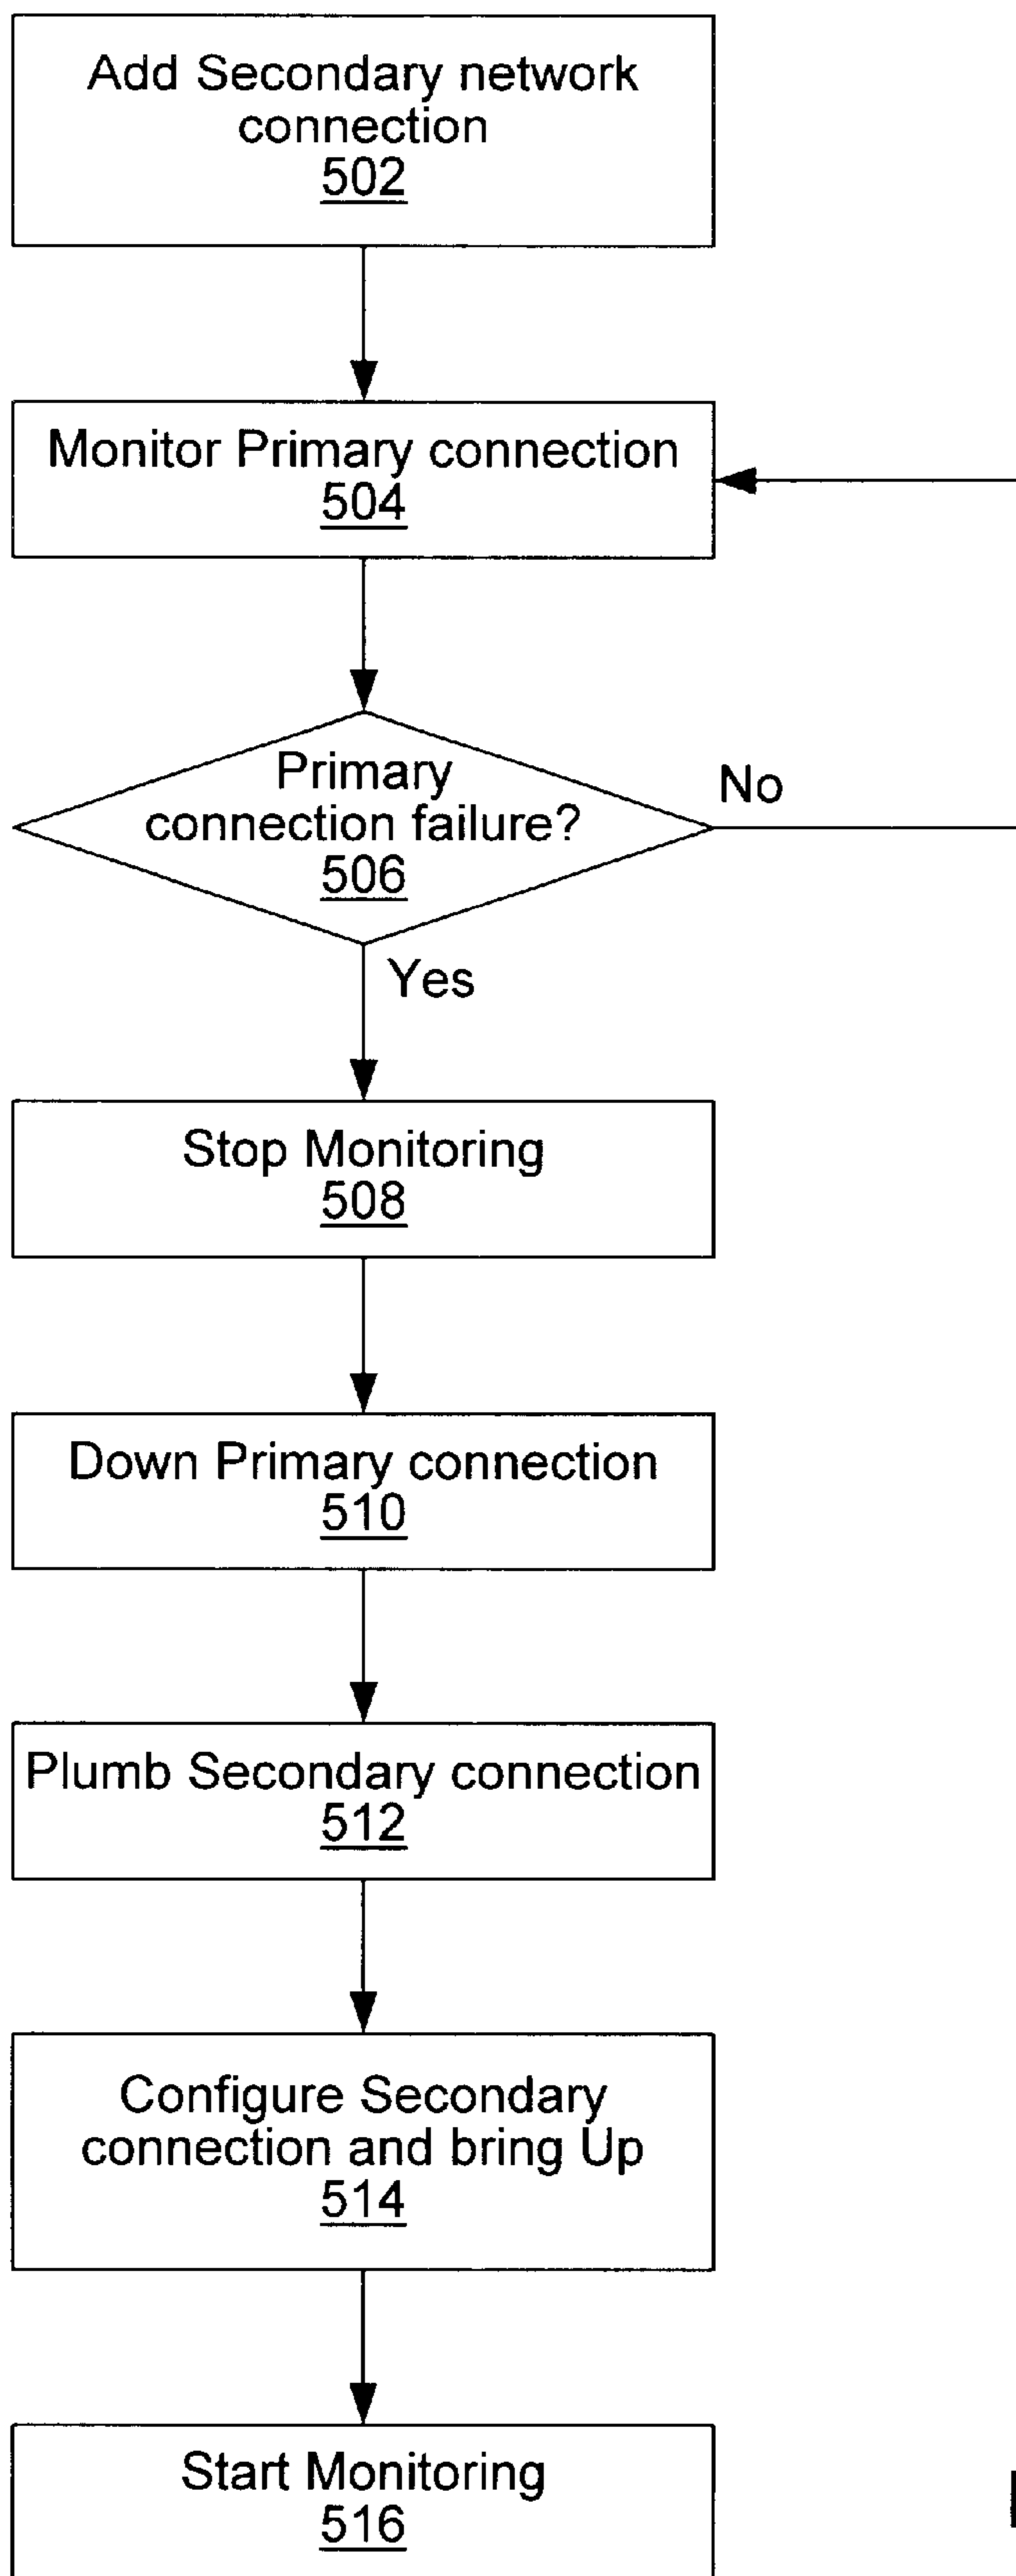 Add Secondary network
connection
502
Monitor Primary connection
504
Primary
connection failure?
506
No
Yes
Stop Monitoring
508
Down Primary connection
510
Plumb Secondary connection
512
Configure Secondary
connection and bring Up
514
Start Monitoring
516